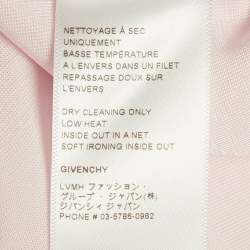 NETTOYAGE À SEC
UNIQUEMENT
BASSE TEMPÉRATURE
A L'ENVERS DANS UN FILET
REPASSAGE DOUX SUR
L'ENVERS
DRY CLEANING ONLY
LOW HEAT
INSIDE OUT IN A NET
SOFT IRONING INSIDE OUT
GIVENCHY
LVMH ファッション・
グループ・ジャパン(株)
ジバンシィ ジャパン
PHONE # 03-5786-0962